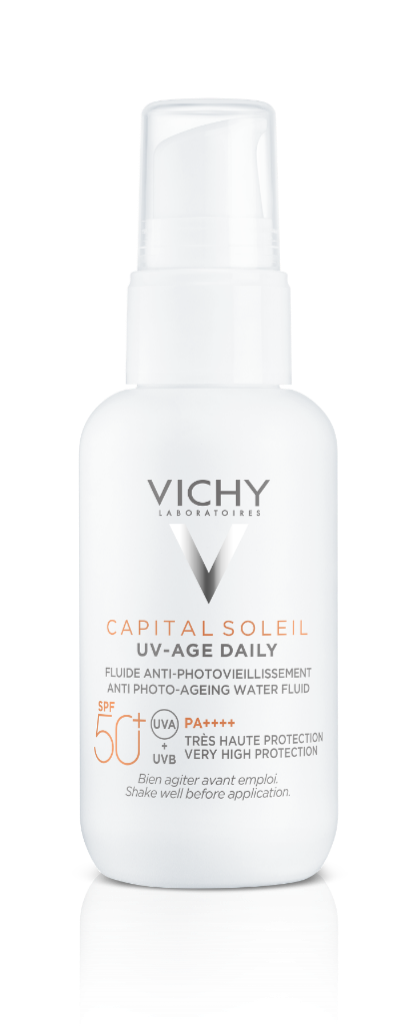 VICHY
LABORATOIRES
CAPITAL SOLEIL
UV-AGE DAILY
FLUIDE ANTI-PHOTOVIEILLISSEMENT
ANTI PHOTO-AGEING WATER FLUID
SPF
50+
UVA
+
UVB
PA++++
TRÈS HAUTE PROTECTION
VERY HIGH PROTECTION
Bien agiter avant emploi.
Shake well before application.